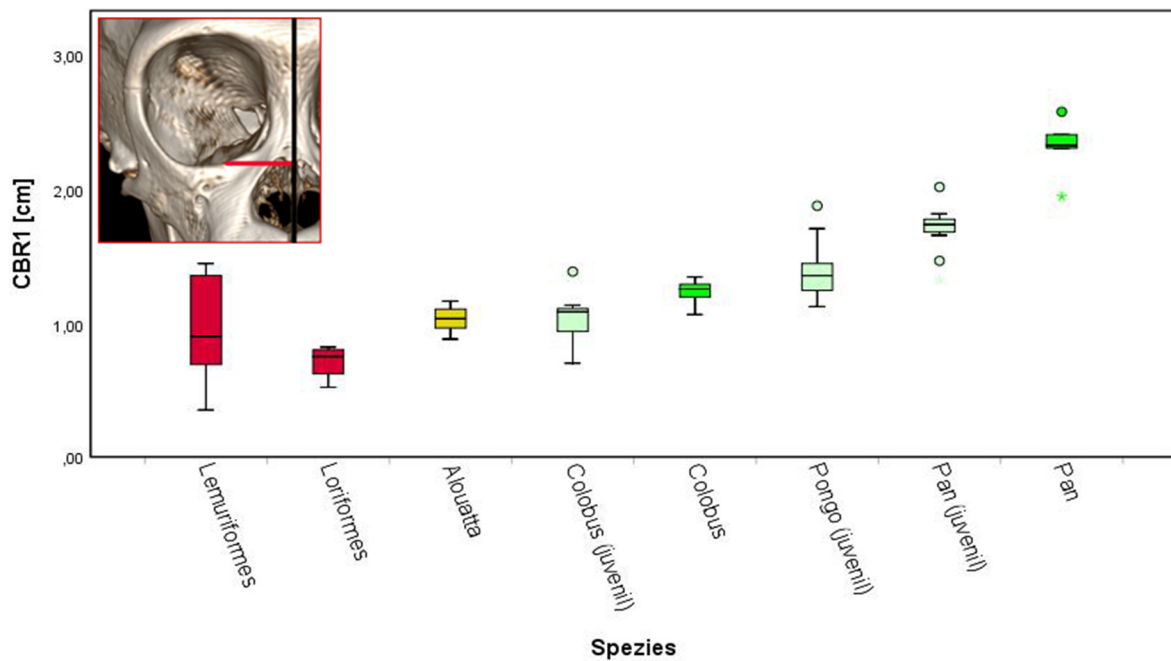 3,00
2,00
1,00
,00
CBR1 [cm]
Lemuriformes
Loriformes
Alouatta
Colobus (juvenil)
Colobus
Pongo (juvenil)
Pan (juvenil)
Pan
Spezies